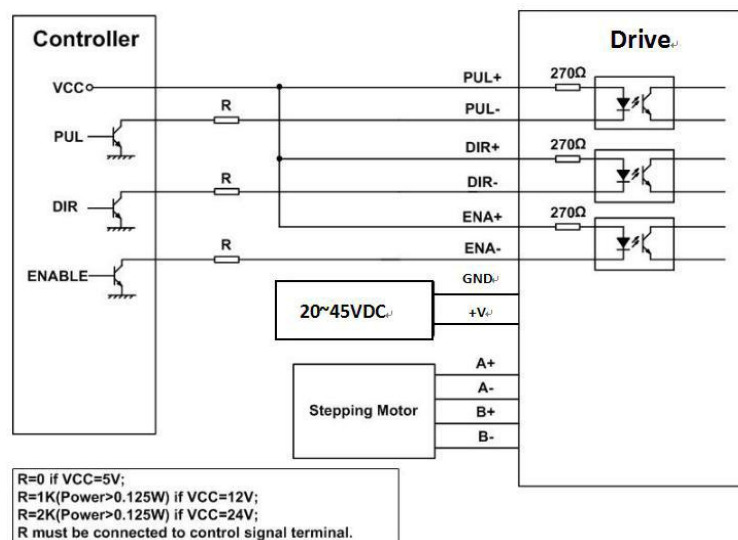 Controller
Drive
VCC
PUL
DIR
ENABLE
R
R
R
PUL+
PUL-
DIR+
DIR-
ENA+
ENA-
GND
+V
270Ω
270Ω
270Ω
20~45VDC
Stepping Motor
A+
A-
B+
B-
R=0 if VCC=5V;
R=1K(Power>0.125W) if VCC=12V;
R=2K(Power>0.125W) if VCC=24V;
R must be connected to control signal terminal.